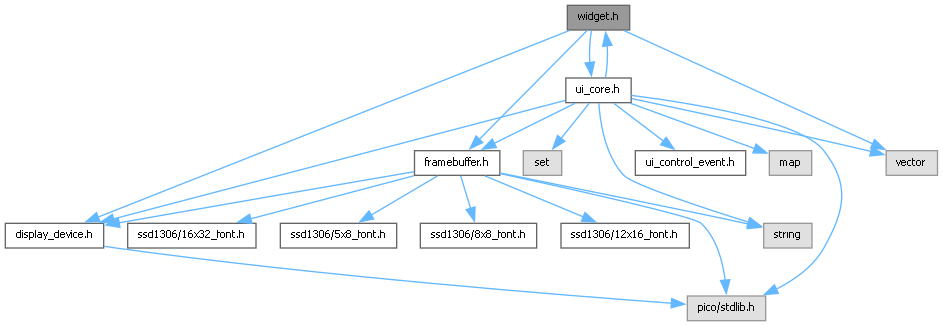 widget.h
ui_core.h
framebuffer.h
set
ui_control_event.h
map
vector
display_device.h
ssd1306/16x32_font.h
ssd1306/5x8_font.h
ssd1306/8x8_font.h
ssd1306/12x16_font.h
string
pico/stdlib.h